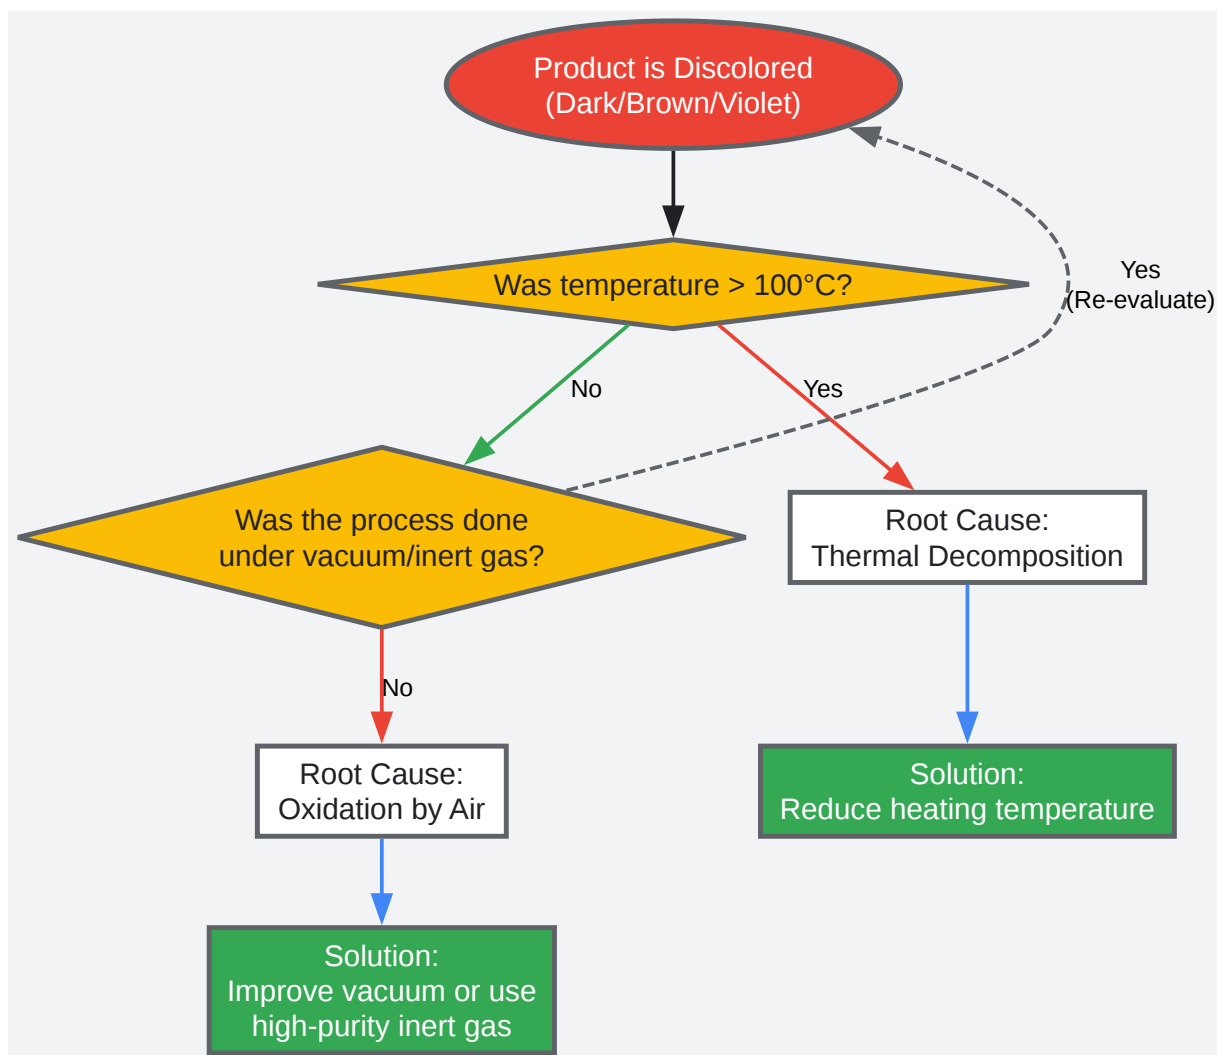 Product is Discolored
(Dark/Brown/Violet)
Was temperature > 100°C?
Yes
(Re-evaluate)
No
Yes
Was the process done
under vacuum/inert gas?
Root Cause:
Thermal Decomposition
No
Root Cause:
Oxidation by Air
Solution:
Reduce heating temperature
Solution:
Improve vacuum or use
high-purity inert gas